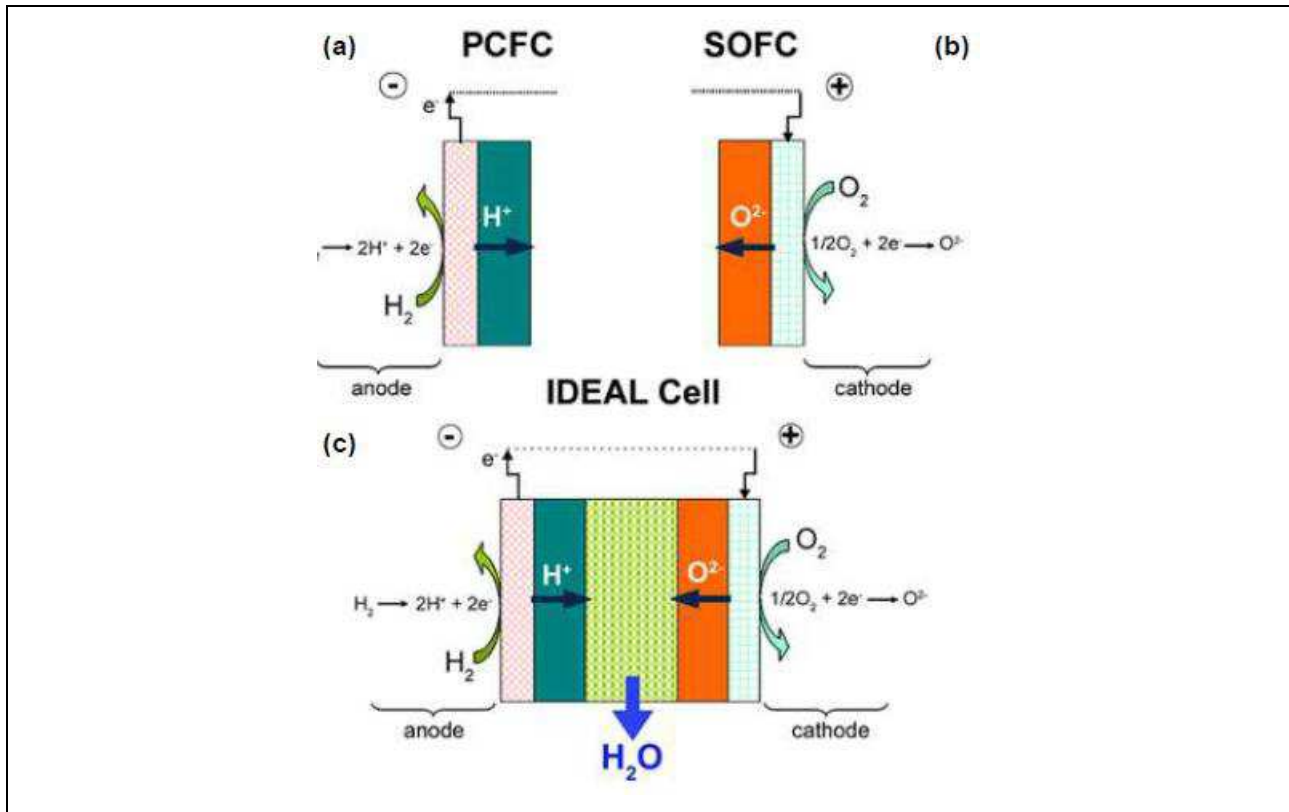 (a) PCFC SOFC (b)
- +
e-
H⁺ O²⁻ O₂
→ 2H⁺ + 2e⁻ 1/2O₂ + 2e⁻ → O²⁻
H₂
anode cathode
IDEAL Cell
(c) - +
e-
H⁺ O²⁻ O₂
H₂ → 2H⁺ + 2e⁻ 1/2O₂ + 2e⁻ → O²⁻
H₂
anode cathode
H₂O